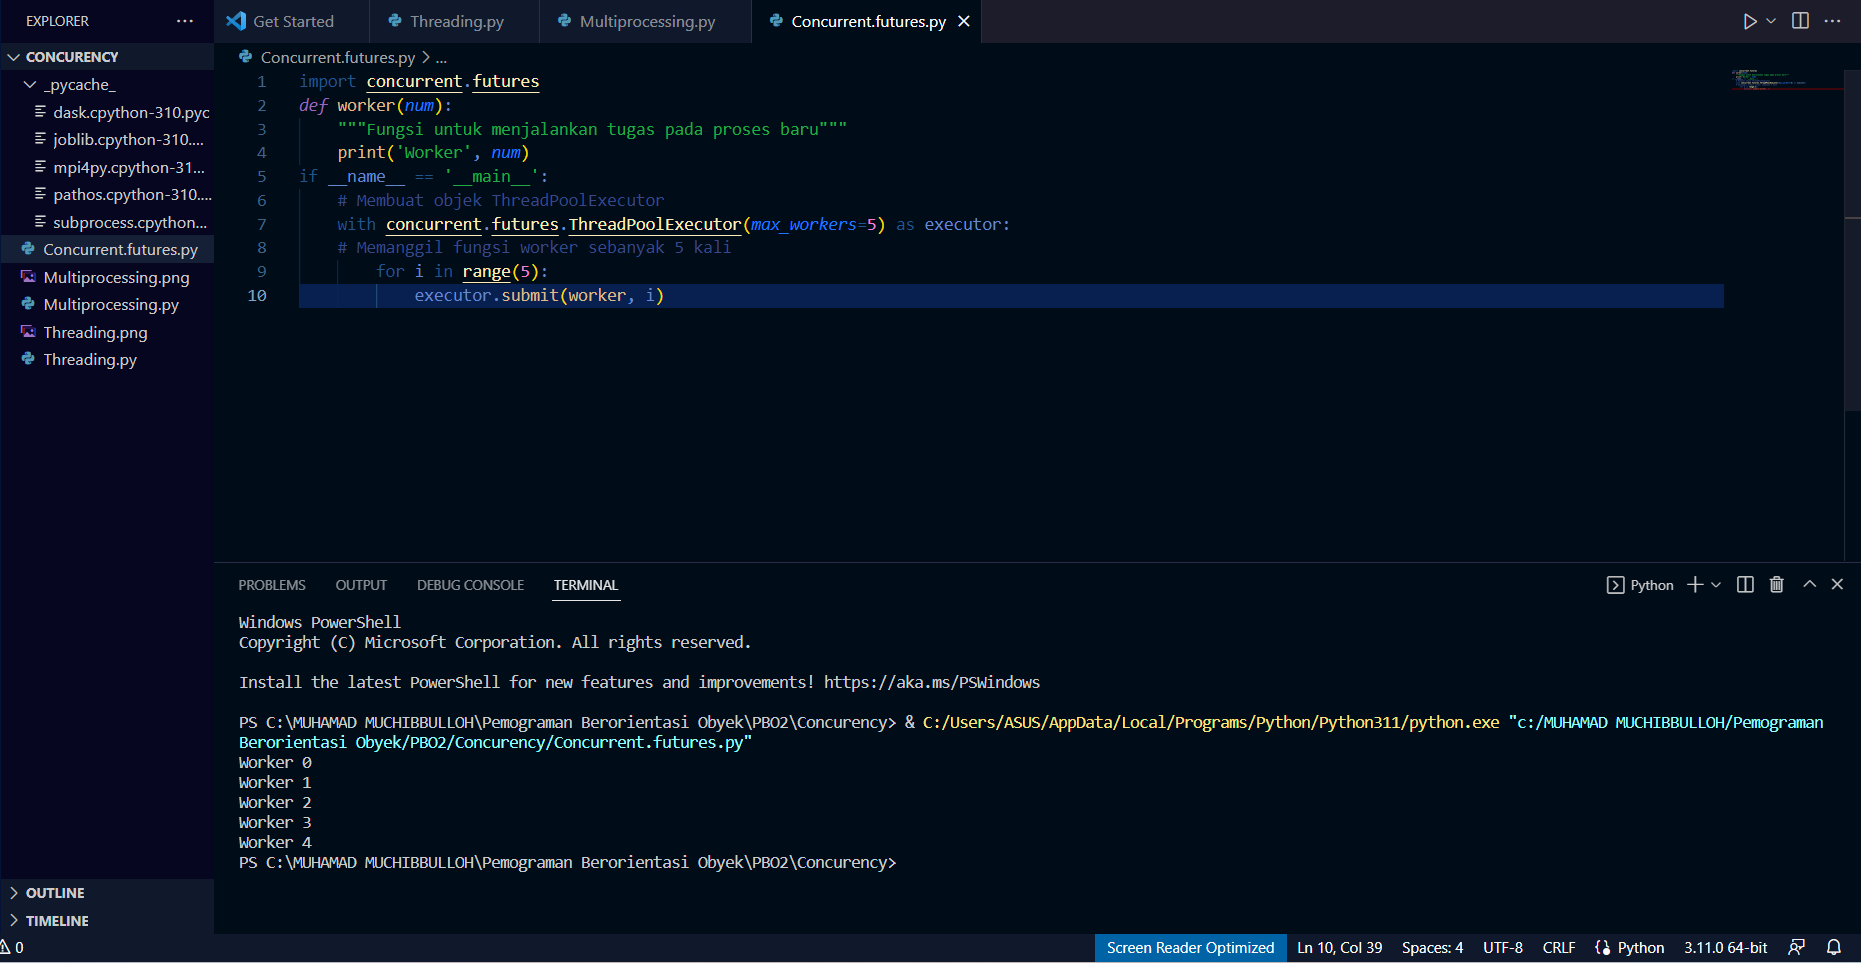 EXPLORER ...
Get Started
Threading.py
Multiprocessing.py
Concurrent.futures.py
CONCURENCY
_pycache_
dask.cpython-310.pyc
joblib.cpython-310....
mpi4py.cpython-31...
pathos.cpython-310....
subprocess.cpython...
Concurrent.futures.py
Multiprocessing.png
Multiprocessing.py
Threading.png
Threading.py
OUTLINE
TIMELINE
Concurrent.futures.py > ...
1 import concurrent.futures
2 def worker(num):
3     """Fungsi untuk menjalankan tugas pada proses baru"""
4     print('Worker', num)
5 if __name__ == '__main__':
6     # Membuat objek ThreadPoolExecutor
7     with concurrent.futures.ThreadPoolExecutor(max_workers=5) as executor:
8     # Memanggil fungsi worker sebanyak 5 kali
9         for i in range(5):
10             executor.submit(worker, i)
PROBLEMS OUTPUT DEBUG CONSOLE TERMINAL
Python
Windows PowerShell
Copyright (C) Microsoft Corporation. All rights reserved.
Install the latest PowerShell for new features and improvements! https://aka.ms/PSWindows
PS C:\MUHAMAD MUCHIBBULLOH\Pemograman Berorientasi Obyek\PBO2\Concurency> & C:/Users/ASUS/AppData/Local/Programs/Python/Python311/python.exe "c:/MUHAMAD MUCHIBBULLOH/Pemograman
Berorientasi Obyek/PBO2/Concurency/Concurrent.futures.py"
Worker 0
Worker 1
Worker 2
Worker 3
Worker 4
PS C:\MUHAMAD MUCHIBBULLOH\Pemograman Berorientasi Obyek\PBO2\Concurency>
0
Screen Reader Optimized Ln 10, Col 39 Spaces: 4 UTF-8 CRLF Python 3.11.0 64-bit